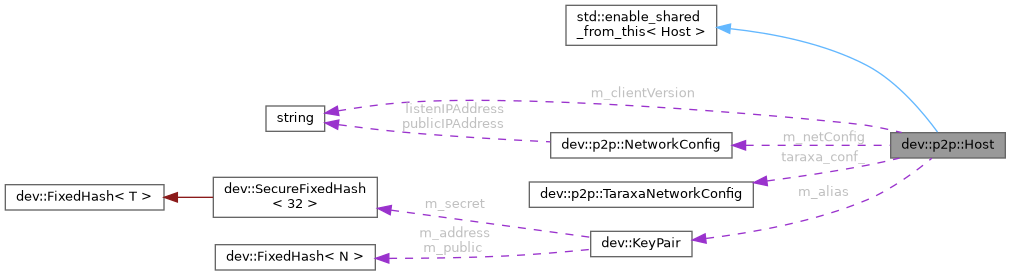 std::enable_shared
_from_this< Host >
m_clientVersion
listenIPAddress
publicIPAddress
string
m_netConfig
dev::p2p::NetworkConfig
dev::p2p::Host
taraxa_conf_
dev::p2p::TaraxaNetworkConfig
m_alias
dev::SecureFixedHash
< 32 >
dev::FixedHash< T >
m_secret
m_address
m_public
dev::KeyPair
dev::FixedHash< N >